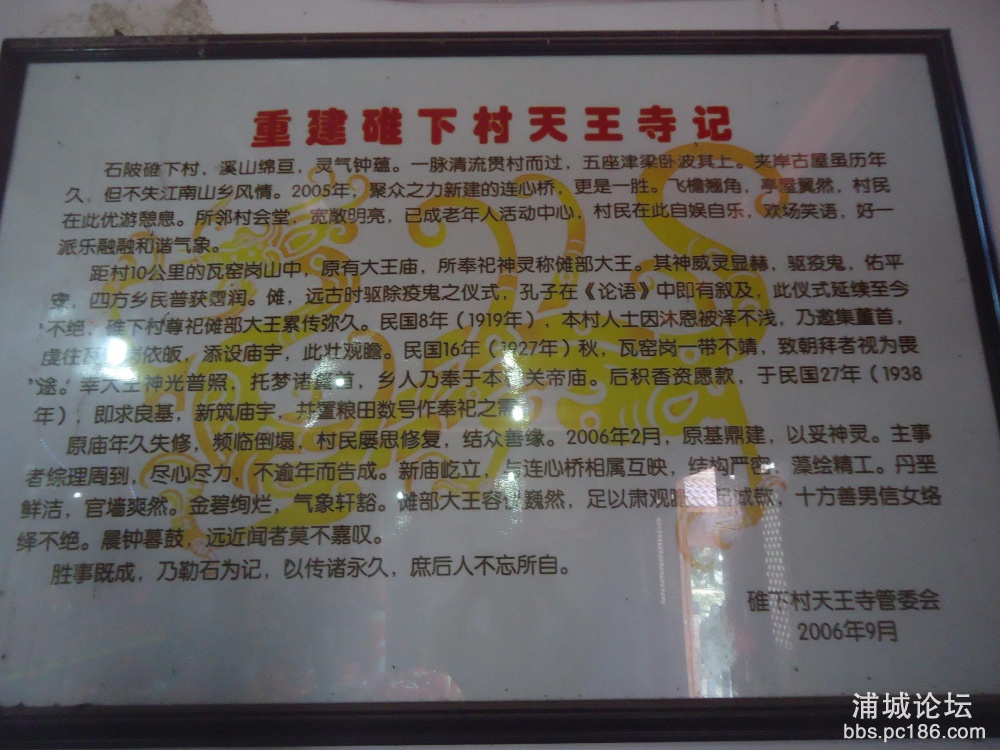 重建碓下村天王寺记
石陂碓下村，溪山绵亘，灵气钟蕴。一脉清流贯村而过，五座津梁卧波其上。夹岸古屋虽历年
久，但不失江南山乡风情。2005年，聚众之力新建的连心桥，更是一胜。飞檐翘角，亭屋翼然，村民
在此优游憩息。所邻村会堂，宽敞明亮，已成老年人活动中心，村民在此自娱自乐，欢场笑语，好一
派乐融融和谐气象。
距村10公里的瓦窑岗山中，原有大王庙，所奉祀神灵称傩部大王。其神威灵显赫，驱疫鬼，佑平
安，四方乡民普获霑润。傩，远古时驱除疫鬼之仪式，孔子在《论语》中即有叙及，此仪式延续至今
不绝，碓下村尊祀傩部大王累传弥久。民国8年（1919年），本村人士因沐恩被泽不浅，乃邀集董首，
虔往瓦 依皈，添设庙宇，此壮观瞻。民国16年（1927年）秋，瓦窑岗一带不靖，致朝拜者视为畏
途。幸大王神光普照，托梦诸 首，乡人乃奉于本 关帝庙。后积香资愿款，于民国27年（1938
年），即求良基，新筑庙宇，并置粮田数号作奉祀之需。
原庙年久失修，频临倒塌，村民屡思修复，结众善缘。2006年2月，原基鼎建，以妥神灵。主事
者综理周到，尽心尽力，不逾年而告成。新庙屹立，与连心桥相属互映，结构严密，藻绘精工。丹垩
鲜洁，官墙爽然。金碧绚烂，气象轩豁。傩部大王容 巍然，足以肃观 诚 ，十方善男信女络
绎不绝。晨钟暮鼓，远近闻者莫不嘉叹。
胜事既成，乃勒石为记，以传诸永久，庶后人不忘所自。
碓下村天王寺管委会
2006年9月
浦城论坛
bbs.pc186.com